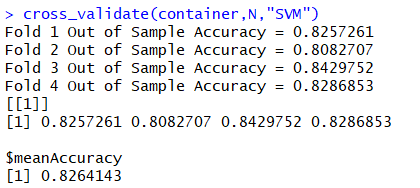 > cross_validate(container,N,"SVM")
Fold 1 Out of Sample Accuracy = 0.8257261
Fold 2 Out of Sample Accuracy = 0.8082707
Fold 3 Out of Sample Accuracy = 0.8429752
Fold 4 Out of Sample Accuracy = 0.8286853
[[1]]
[1] 0.8257261 0.8082707 0.8429752 0.8286853
$meanAccuracy
[1] 0.8264143